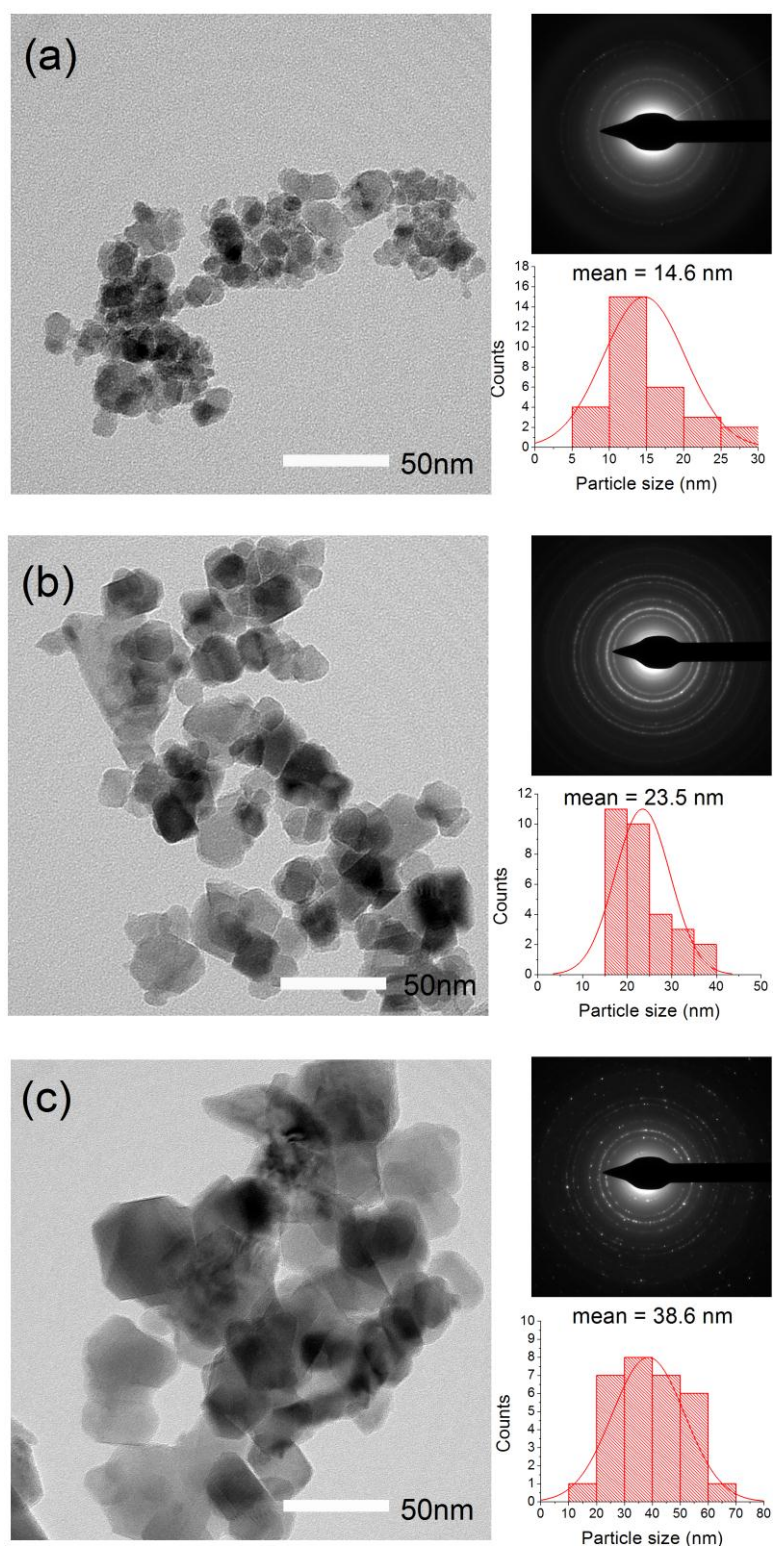 (a)
50nm
mean = 14.6 nm
18
16
14
12
10
8
6
4
2
0
Counts
0 5 10 15 20 25 30
Particle size (nm)
(b)
50nm
mean = 23.5 nm
12
10
8
6
4
2
0
Counts
0 10 20 30 40 50
Particle size (nm)
(c)
50nm
mean = 38.6 nm
10
9
8
7
6
5
4
3
2
1
0
Counts
0 10 20 30 40 50 60 70 80
Particle size (nm)